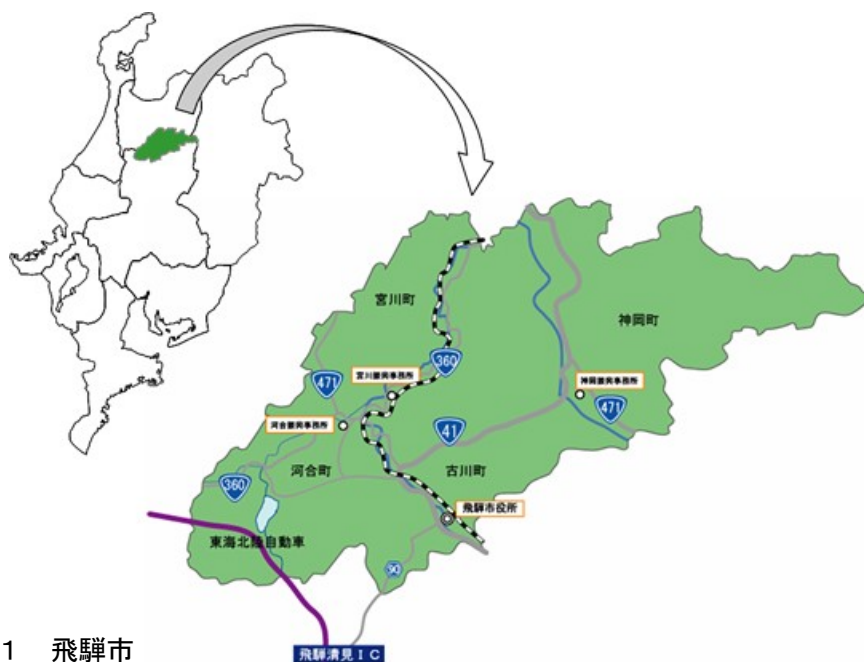 宮川町
神岡町
360
宮川振興事務所
471
神岡振興事務所
471
河合振興事務所
41
河合町
古川町
360
飛騨市役所
東海北陸自動車
90
1 飛騨市
飛騨清見IC